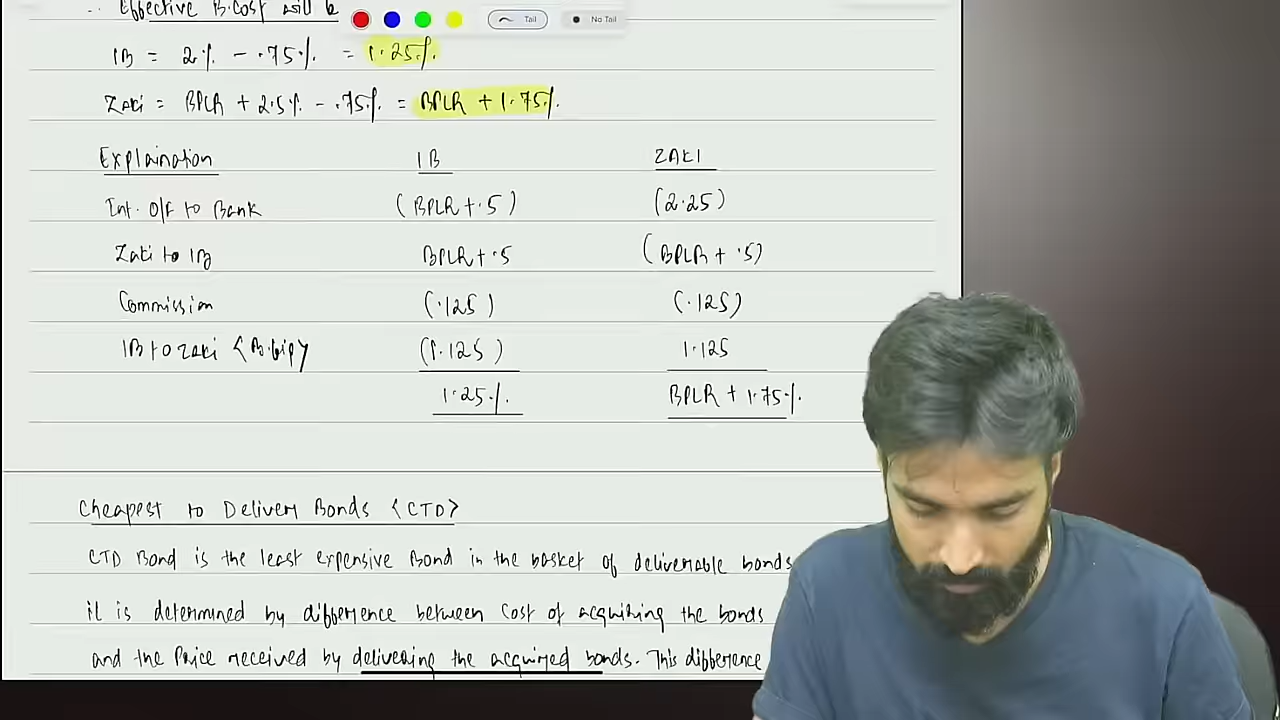 ∴ Effective B.Cost will be
Tail No Tail
IB = 2% - .75% = 1.25%.
Zaki = BPLR + 2.5% - .75% = BPLR + 1.75%.
Explaination IB ZAKI
Int. O/F to Bank (BPLR+.5) (2.25)
Zaki to IB BPLR+.5 (BPLR+.5)
Commission (.125) (.125)
IB to Zaki (1.125) 1.125
1.25%. BPLR + 1.75%.
Cheapest to Deliver Bonds <CTD>
CTD Bond is the least expensive Bond in the basket of deliverable bonds
it is determined by difference between Cost of acquiring the bonds
and the Price received by delivering the acquired bonds. This difference